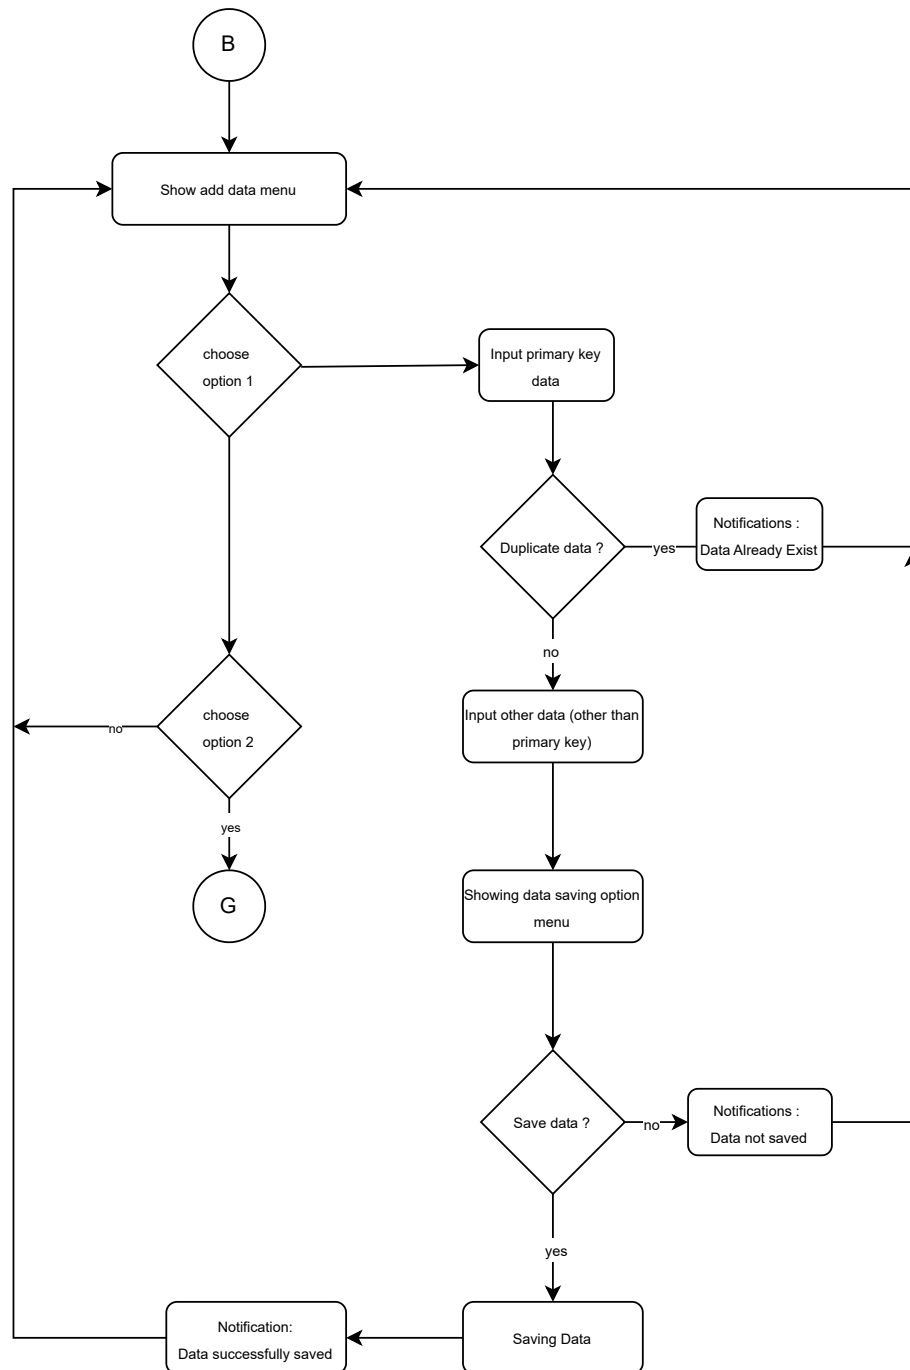 B
Show add data menu
choose
option 1
Input primary key
data
Duplicate data ?
yes
Notifications :
Data Already Exist
no
Input other data (other than
primary key)
choose
option 2
no
yes
G
Showing data saving option
menu
Save data ?
no
Notifications :
Data not saved
yes
Saving Data
Notification:
Data successfully saved